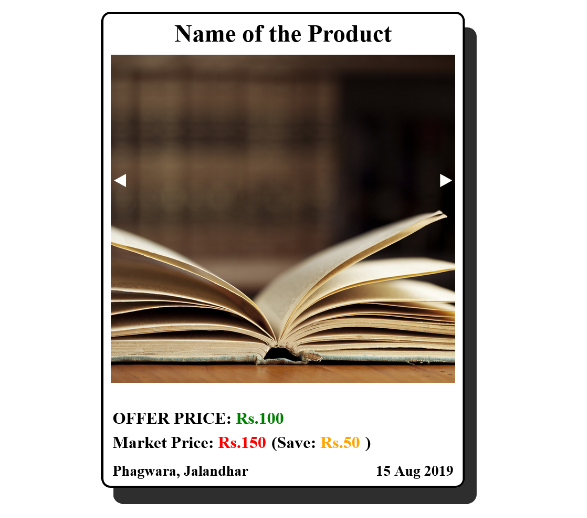 Name of the Product
OFFER PRICE: Rs.100
Market Price: Rs.150 (Save: Rs.50 )
Phagwara, Jalandhar 15 Aug 2019